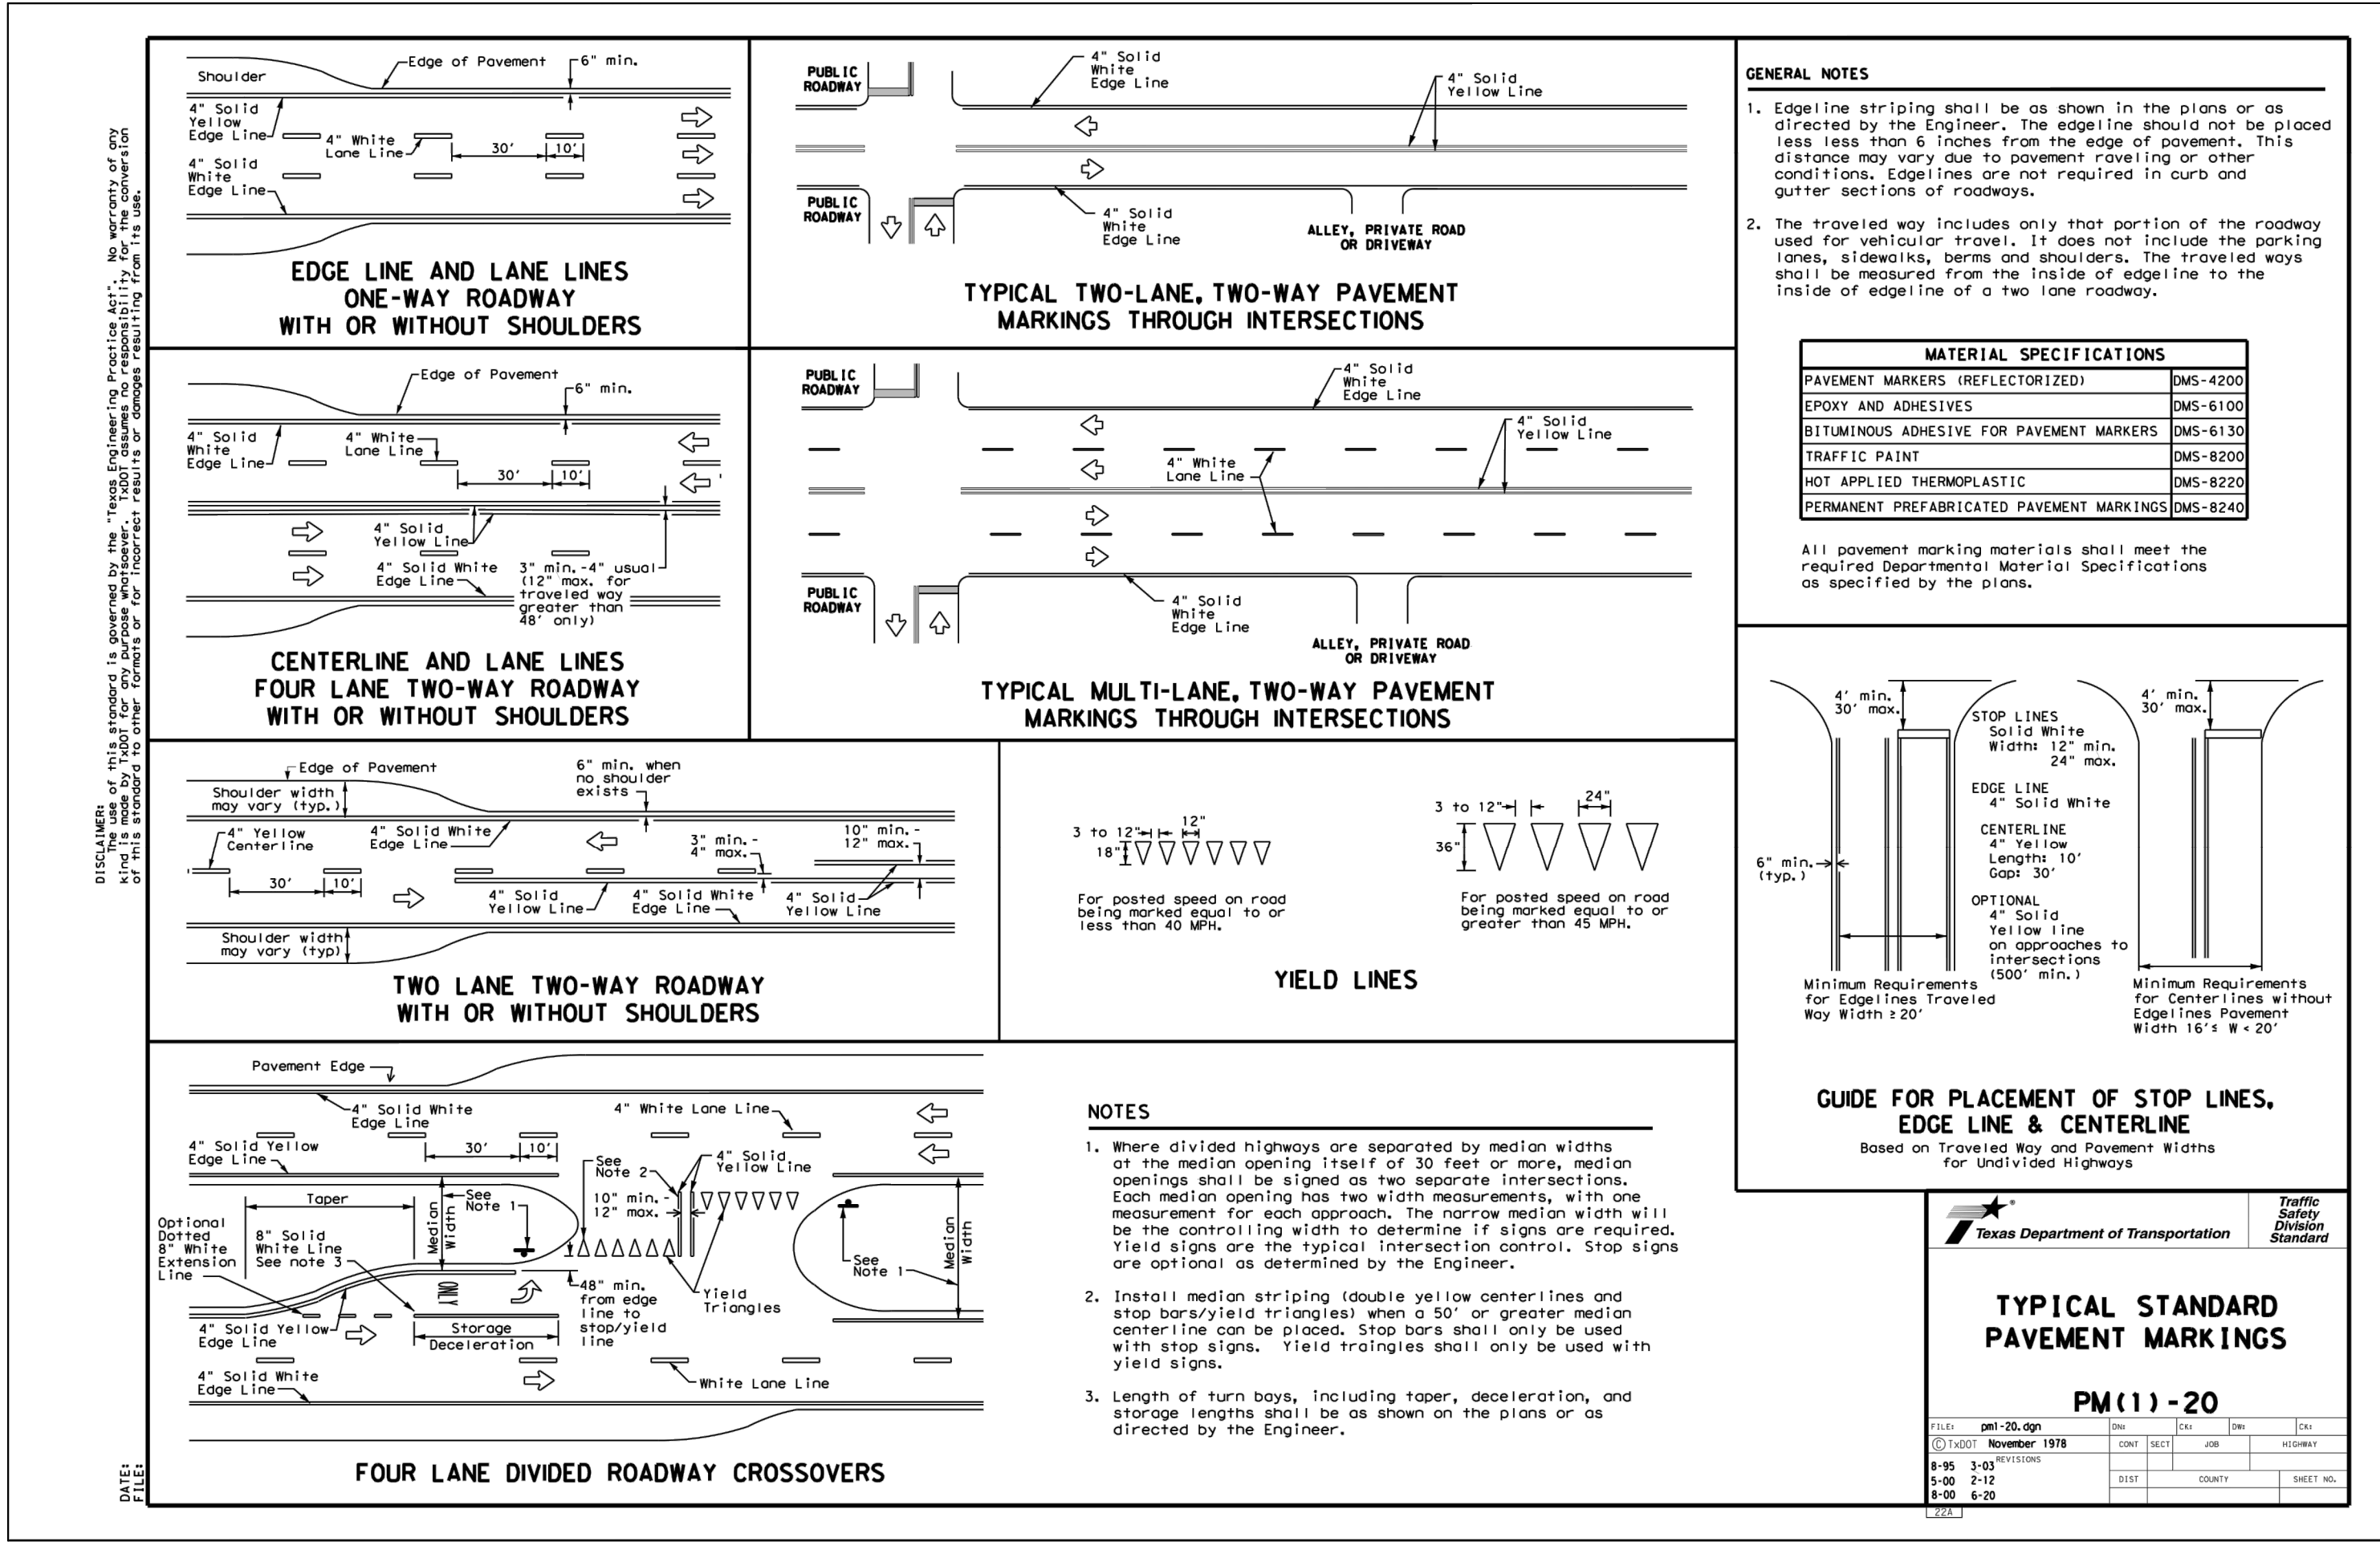 DISCLAIMER:
The use of this standard is governed by the "Texas Engineering Practice Act". No warranty of any
kind is made by TxDOT for any purpose whatsoever. TxDOT assumes no responsibility for the conversion
of this standard to other formats or for incorrect results or damages resulting from its use.
DATE:
FILE:
Shoulder
Edge of Pavement
6" min.
4" Solid
Yellow
Edge Line
4" White
Lane Line
30'
10'
4" Solid
White
Edge Line
EDGE LINE AND LANE LINES
ONE-WAY ROADWAY
WITH OR WITHOUT SHOULDERS
PUBLIC
ROADWAY
4" Solid
White
Edge Line
4" Solid
Yellow Line
PUBLIC
ROADWAY
4" Solid
White
Edge Line
ALLEY, PRIVATE ROAD
OR DRIVEWAY
TYPICAL TWO-LANE, TWO-WAY PAVEMENT
MARKINGS THROUGH INTERSECTIONS
Edge of Pavement
6" min.
4" Solid
White
Edge Line
4" White
Lane Line
30'
10'
4" Solid
Yellow Line
4" Solid White
Edge Line
3" min.-4" usual
(12" max. for
traveled way
greater than
48' only)
CENTERLINE AND LANE LINES
FOUR LANE TWO-WAY ROADWAY
WITH OR WITHOUT SHOULDERS
PUBLIC
ROADWAY
4" Solid
White
Edge Line
4" Solid
Yellow Line
4" White
Lane Line
PUBLIC
ROADWAY
4" Solid
White
Edge Line
ALLEY, PRIVATE ROAD
OR DRIVEWAY
TYPICAL MULTI-LANE, TWO-WAY PAVEMENT
MARKINGS THROUGH INTERSECTIONS
Edge of Pavement
Shoulder width
may vary (typ.)
6" min. when
no shoulder
exists
4" Yellow
Centerline
4" Solid White
Edge Line
3" min.-
4" max.
10" min.-
12" max.
30'
10'
4" Solid
Yellow Line
4" Solid White
Edge Line
4" Solid
Yellow Line
Shoulder width
may vary (typ)
TWO LANE TWO-WAY ROADWAY
WITH OR WITHOUT SHOULDERS
3 to 12"
12"
18"
For posted speed on road
being marked equal to or
less than 40 MPH.
3 to 12"
24"
36"
For posted speed on road
being marked equal to or
greater than 45 MPH.
YIELD LINES
Pavement Edge
4" Solid White
Edge Line
4" White Lane Line
4" Solid Yellow
Edge Line
30'
10'
See
Note 2
4" Solid
Yellow Line
Taper
Median
Width
See
Note 1
10" min.-
12" max.
Optional
Dotted
8" White
Extension
Line
8" Solid
White Line
See note 3
See
Note 1
Median
Width
ONLY
48" min.
from edge
line to
stop/yield
line
Yield
Triangles
4" Solid Yellow
Edge Line
Storage
Deceleration
4" Solid White
Edge Line
White Lane Line
FOUR LANE DIVIDED ROADWAY CROSSOVERS
NOTES
1. Where divided highways are separated by median widths
at the median opening itself of 30 feet or more, median
openings shall be signed as two separate intersections.
Each median opening has two width measurements, with one
measurement for each approach. The narrow median width will
be the controlling width to determine if signs are required.
Yield signs are the typical intersection control. Stop signs
are optional as determined by the Engineer.
2. Install median striping (double yellow centerlines and
stop bars/yield triangles) when a 50' or greater median
centerline can be placed. Stop bars shall only be used
with stop signs. Yield traingles shall only be used with
yield signs.
3. Length of turn bays, including taper, deceleration, and
storage lengths shall be as shown on the plans or as
directed by the Engineer.
GENERAL NOTES
1. Edgeline striping shall be as shown in the plans or as
directed by the Engineer. The edgeline should not be placed
less less than 6 inches from the edge of pavement. This
distance may vary due to pavement raveling or other
conditions. Edgelines are not required in curb and
gutter sections of roadways.
2. The traveled way includes only that portion of the roadway
used for vehicular travel. It does not include the parking
lanes, sidewalks, berms and shoulders. The traveled ways
shall be measured from the inside of edgeline to the
inside of edgeline of a two lane roadway.
MATERIAL SPECIFICATIONS
PAVEMENT MARKERS (REFLECTORIZED) DMS-4200
EPOXY AND ADHESIVES DMS-6100
BITUMINOUS ADHESIVE FOR PAVEMENT MARKERS DMS-6130
TRAFFIC PAINT DMS-8200
HOT APPLIED THERMOPLASTIC DMS-8220
PERMANENT PREFABRICATED PAVEMENT MARKINGS DMS-8240
All pavement marking materials shall meet the
required Departmental Material Specifications
as specified by the plans.
4' min.
30' max.
STOP LINES
Solid White
Width: 12" min.
24" max.
EDGE LINE
4" Solid White
CENTERLINE
4" Yellow
Length: 10'
Gap: 30'
OPTIONAL
4" Solid
Yellow line
on approaches to
intersections
(500' min.)
4' min.
30' max.
6" min.
(typ.)
Minimum Requirements
for Edgelines Traveled
Way Width ≥ 20'
Minimum Requirements
for Centerlines without
Edgelines Pavement
Width 16'≤ W < 20'
GUIDE FOR PLACEMENT OF STOP LINES,
EDGE LINE & CENTERLINE
Based on Traveled Way and Pavement Widths
for Undivided Highways
Texas Department of Transportation
®
Traffic
Safety
Division
Standard
TYPICAL STANDARD
PAVEMENT MARKINGS
PM(1)-20
FILE: pm1-20.dgn DN: CK: DW: CK:
© TxDOT November 1978 CONT SECT JOB HIGHWAY
REVISIONS
8-95 3-03
5-00 2-12
8-00 6-20
DIST COUNTY SHEET NO.
22A